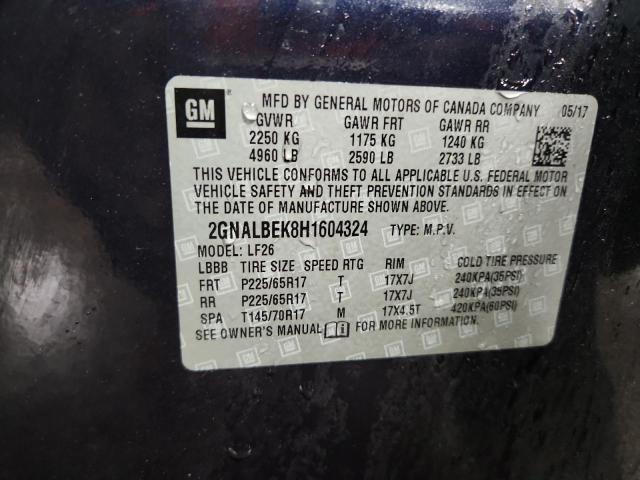 GM
MFD BY GENERAL MOTORS OF CANADA COMPANY 05/17
GVWR GAWR FRT GAWR RR
2250 KG 1175 KG 1240 KG
4960 LB 2590 LB 2733 LB
THIS VEHICLE CONFORMS TO ALL APPLICABLE U.S. FEDERAL MOTOR
VEHICLE SAFETY AND THEFT PREVENTION STANDARDS IN EFFECT ON
THE DATE OF MANUFACTURE SHOWN ABOVE.
2GNALBEK8H1604324 TYPE: M.P.V.
MODEL: LF26
LBBB TIRE SIZE SPEED RTG RIM COLD TIRE PRESSURE
FRT P225/65R17 T 17X7J 240KPA(35PSI)
RR P225/65R17 T 17X7J 240KPA(35PSI)
SPA T145/70R17 M 17X4.5T 420KPA(60PSI)
SEE OWNER'S MANUAL FOR MORE INFORMATION.